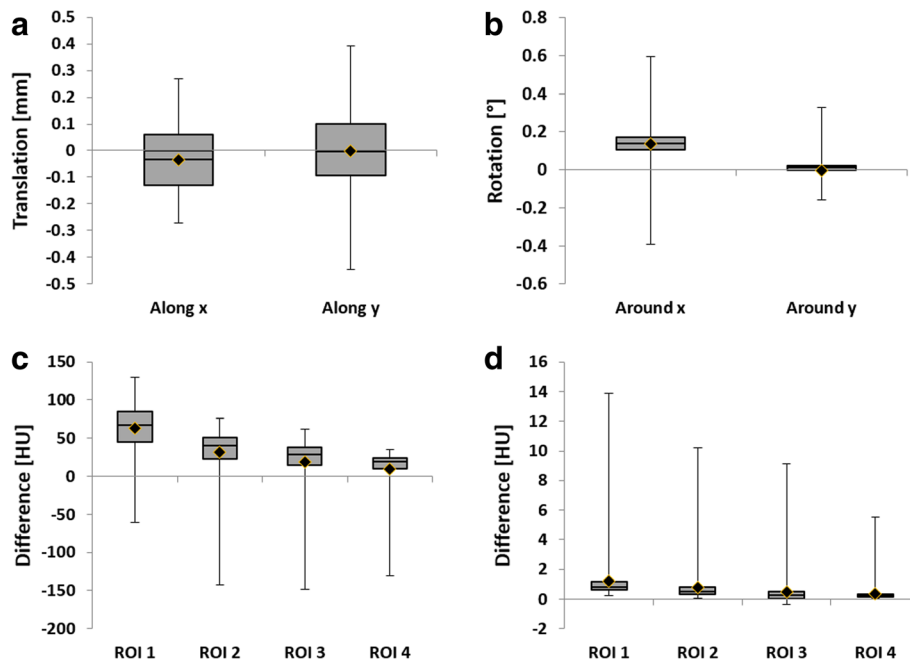 a
Translation [mm]
0.5
0.4
0.3
0.2
0.1
0
-0.1
-0.2
-0.3
-0.4
-0.5
Along x
Along y
b
Rotation [°]
0.8
0.6
0.4
0.2
0
-0.2
-0.4
-0.6
Around x
Around y
c
Difference [HU]
150
100
50
0
-50
-100
-150
-200
ROI 1
ROI 2
ROI 3
ROI 4
d
Difference [HU]
16
14
12
10
8
6
4
2
0
-2
ROI 1
ROI 2
ROI 3
ROI 4